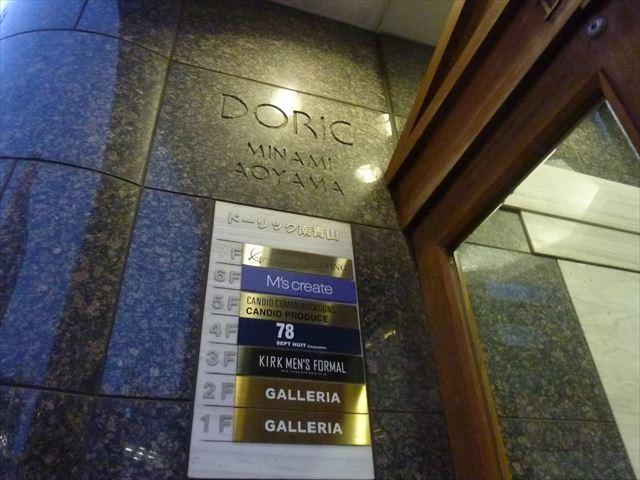 DORIC
MINAMI
AOYAMA
ドーリック南青山
7F
6F M's create
5F CANDID COMMUNICATIONS
CANDID PRODUCE
4F 78
SEPT HUIT Corporation
3F KIRK MEN'S FORMAL
2F GALLERIA
1F GALLERIA